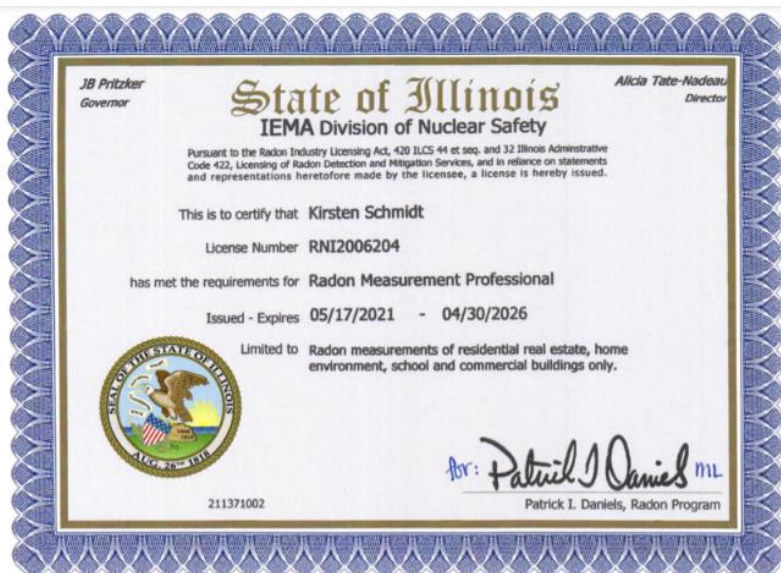 JB Pritzker
Governor
State of Illinois
Alicia Tate-Nadeau
Director
IEMA Division of Nuclear Safety
Pursuant to the Radon Industry Licensing Act, 420 ILCS 44 et seq. and 32 Illinois Adminstrative
Code 422, Licensing of Radon Detection and Mitigation Services, and in reliance on statements
and representations heretofore made by the licensee, a license is hereby issued.
This is to certify that Kirsten Schmidt
License Number RNI2006204
has met the requirements for Radon Measurement Professional
Issued - Expires 05/17/2021 - 04/30/2026
Limited to Radon measurements of residential real estate, home
environment, school and commercial buildings only.
SEAL OF THE STATE OF ILLINOIS
AUG. 26TH 1818
for: Patrick I Daniels ML
211371002
Patrick I. Daniels, Radon Program